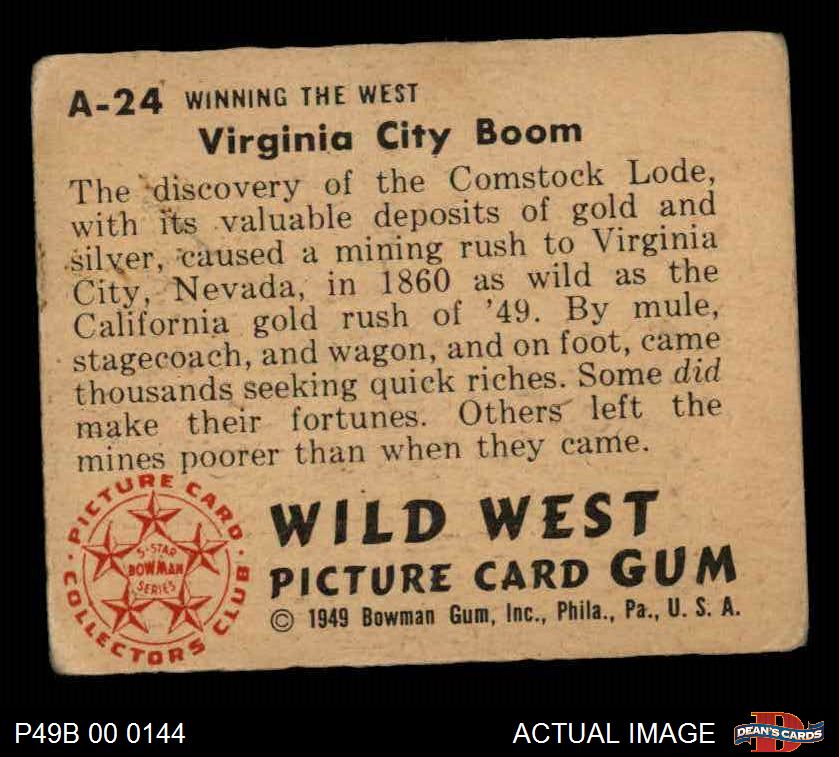 A-24 WINNING THE WEST
Virginia City Boom
The discovery of the Comstock Lode,
with its valuable deposits of gold and
silver, caused a mining rush to Virginia
City, Nevada, in 1860 as wild as the
California gold rush of '49. By mule,
stagecoach, and wagon, and on foot, came
thousands seeking quick riches. Some did
make their fortunes. Others left the
mines poorer than when they came.
PICTURE CARD
COLLECTORS CLUB
5-STAR
BOWMAN
SERIES
WILD WEST
PICTURE CARD GUM
© 1949 Bowman Gum, Inc., Phila., Pa., U. S. A.
P49B 00 0144
ACTUAL IMAGE
D
DEAN'S CARDS